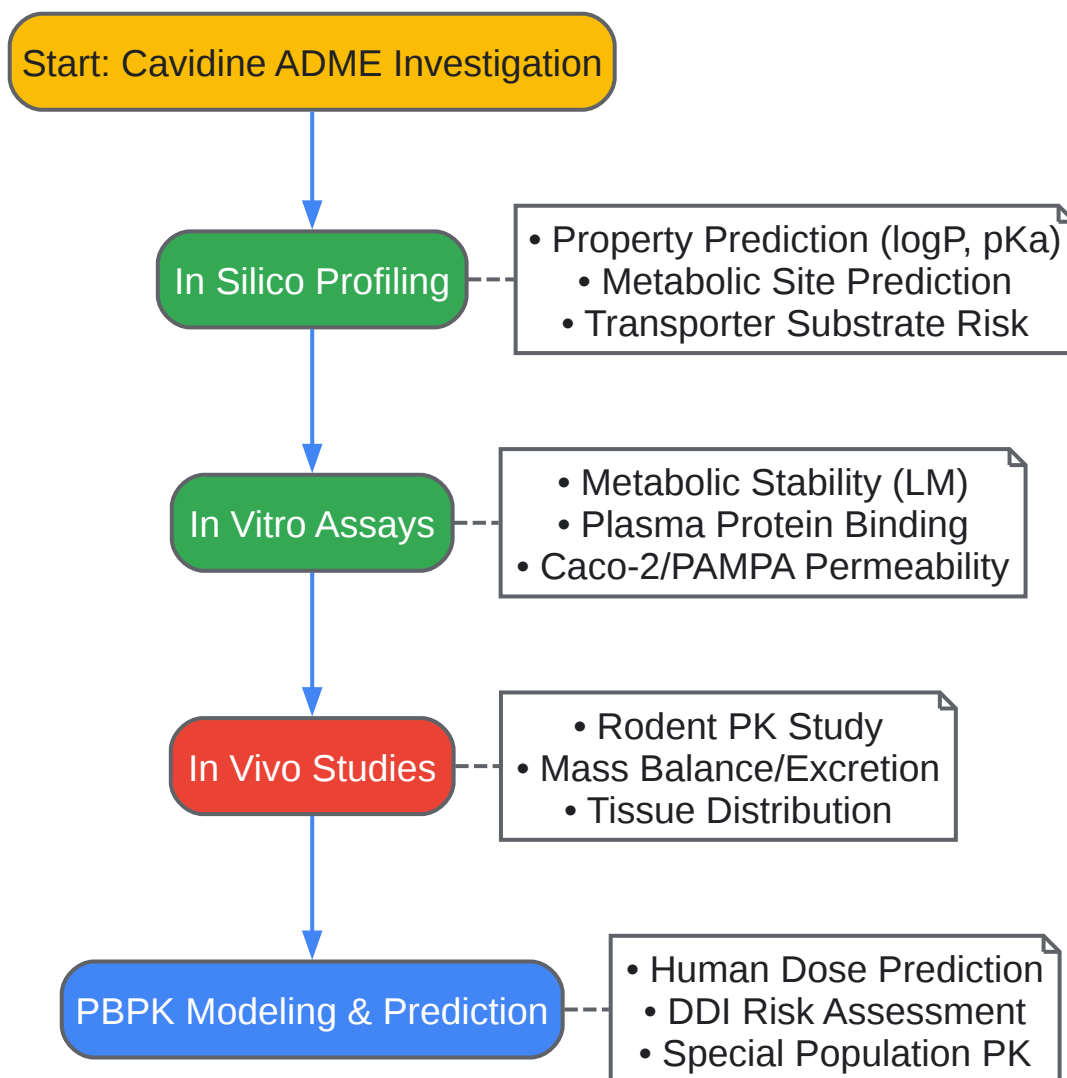 Start: Cavidine ADME Investigation
In Silico Profiling
• Property Prediction (logP, pKa)
• Metabolic Site Prediction
• Transporter Substrate Risk
In Vitro Assays
• Metabolic Stability (LM)
• Plasma Protein Binding
• Caco-2/PAMPA Permeability
In Vivo Studies
• Rodent PK Study
• Mass Balance/Excretion
• Tissue Distribution
PBPK Modeling & Prediction
• Human Dose Prediction
• DDI Risk Assessment
• Special Population PK